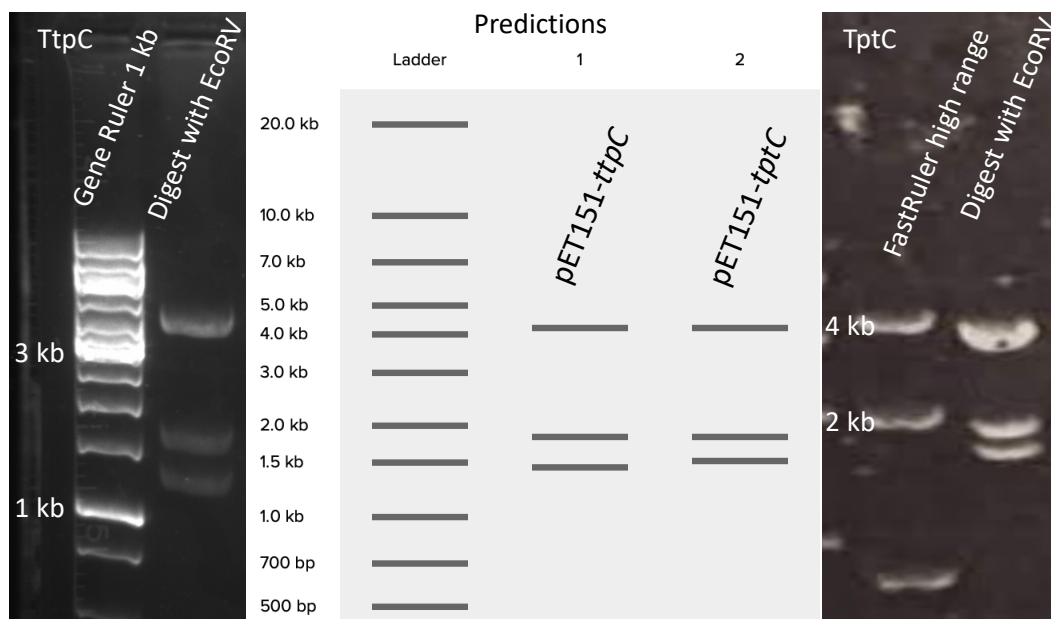 TtpC
Gene Ruler 1 kb
Digest with EcoRV
3 kb
1 kb
Predictions
Ladder
1
2
20.0 kb
10.0 kb
7.0 kb
5.0 kb
4.0 kb
3.0 kb
2.0 kb
1.5 kb
1.0 kb
700 bp
500 bp
pET151-ttpC
pET151-tptC
TptC
FastRuler high range
Digest with EcoRV
4 kb
2 kb